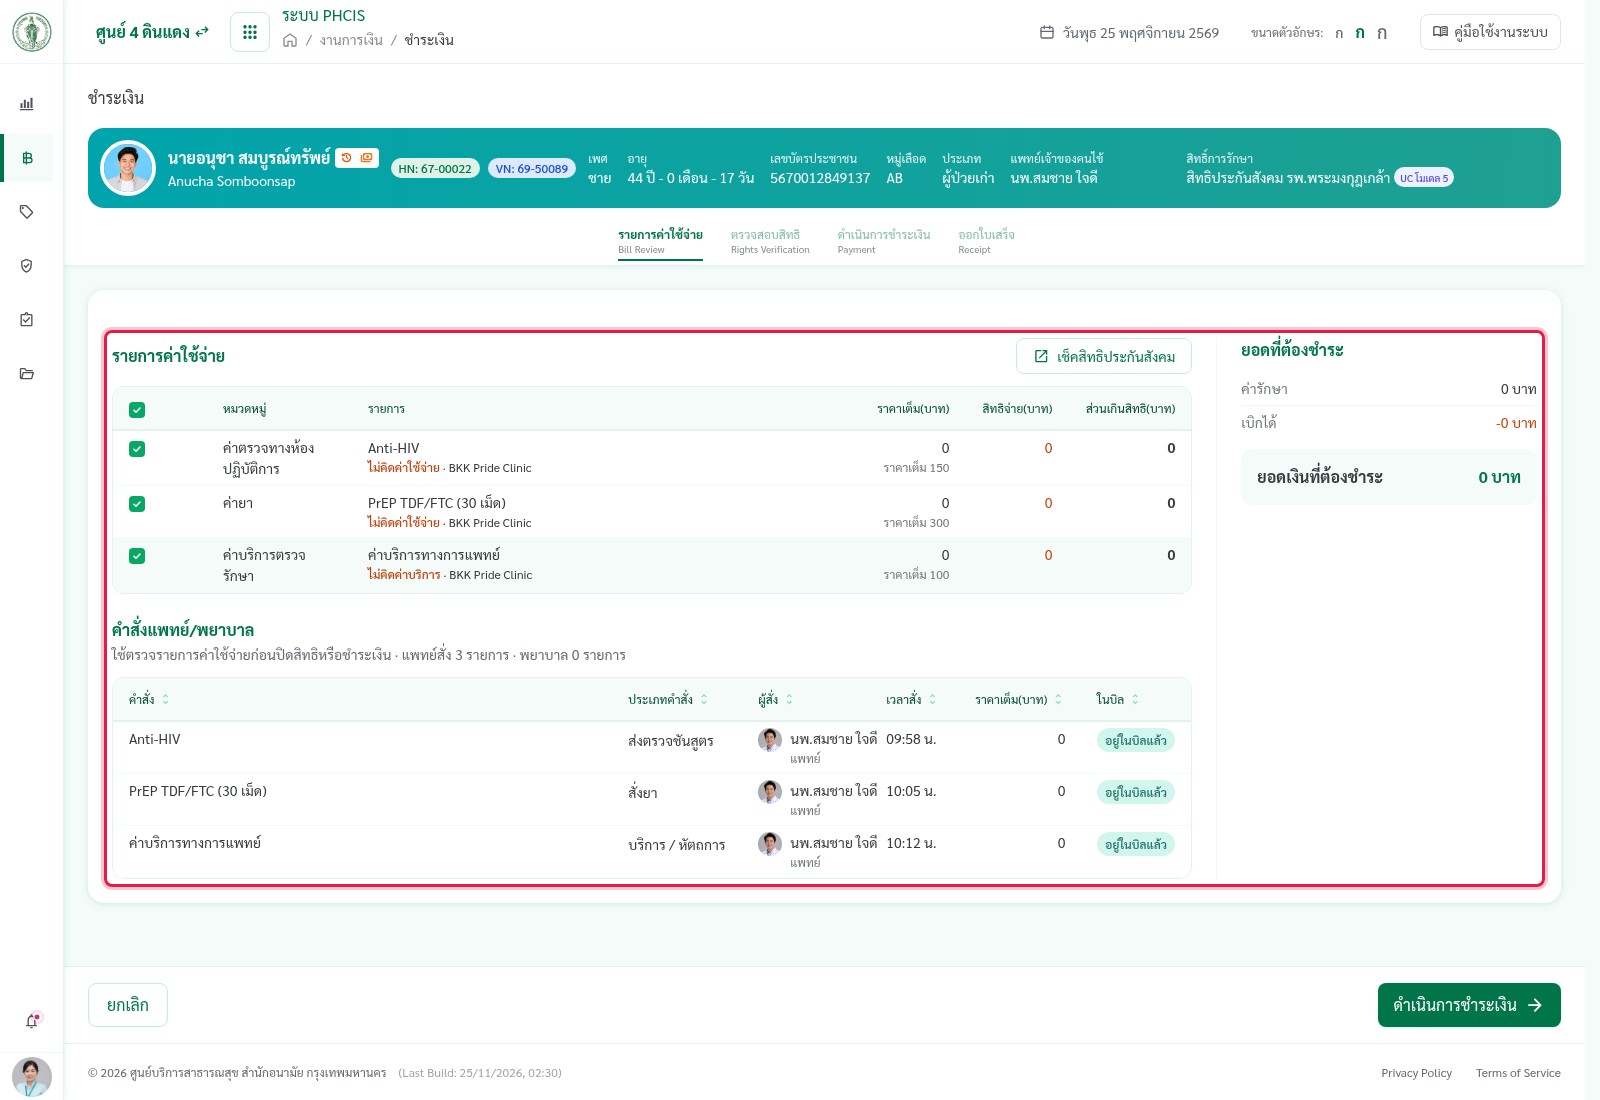 ศูนย์ 4 ดินแดง
ระบบ PHCIS
/ งานการเงิน / ชำระเงิน
วันพุธ 25 พฤศจิกายน 2569
ขนาดตัวอักษร: ก ก ก
คู่มือใช้งานระบบ
ชำระเงิน
นายอนุชา สมบูรณ์ทรัพย์
Anucha Somboonsap
HN: 67-00022
VN: 69-50089
เพศ
ชาย
อายุ
44 ปี - 0 เดือน - 17 วัน
เลขบัตรประชาชน
5670012849137
หมู่เลือด
AB
ประเภท
ผู้ป่วยเก่า
แพทย์เจ้าของคนไข้
นพ.สมชาย ใจดี
สิทธิ์การรักษา
สิทธิประกันสังคม รพ.พระมงกุฎเกล้า UC โมเดล 5
รายการค่าใช้จ่าย
Bill Review
ตรวจสอบสิทธิ
Rights Verification
ดำเนินการชำระเงิน
Payment
ออกใบเสร็จ
Receipt
รายการค่าใช้จ่าย
เช็คสิทธิประกันสังคม
หมวดหมู่ รายการ ราคาเต็ม(บาท) สิทธิจ่าย(บาท) ส่วนเกินสิทธิ(บาท)
ค่าตรวจทางห้องปฏิบัติการ Anti-HIV 0 0 0
ไม่คิดค่าใช้จ่าย · BKK Pride Clinic ราคาเต็ม 150
ค่ายา PrEP TDF/FTC (30 เม็ด) 0 0 0
ไม่คิดค่าใช้จ่าย · BKK Pride Clinic ราคาเต็ม 300
ค่าบริการตรวจรักษา ค่าบริการทางการแพทย์ 0 0 0
ไม่คิดค่าบริการ · BKK Pride Clinic ราคาเต็ม 100
ยอดที่ต้องชำระ
ค่ารักษา 0 บาท
เบิกได้ -0 บาท
ยอดเงินที่ต้องชำระ 0 บาท
คำสั่งแพทย์/พยาบาล
ใช้ตรวจรายการค่าใช้จ่ายก่อนปิดสิทธิหรือชำระเงิน · แพทย์สั่ง 3 รายการ · พยาบาล 0 รายการ
คำสั่ง ประเภทคำสั่ง ผู้สั่ง เวลาสั่ง ราคาเต็ม(บาท) ในบิล
Anti-HIV ส่งตรวจชันสูตร นพ.สมชาย ใจดี 09:58 น. 0 อยู่ในบิลแล้ว
แพทย์
PrEP TDF/FTC (30 เม็ด) สั่งยา นพ.สมชาย ใจดี 10:05 น. 0 อยู่ในบิลแล้ว
แพทย์
ค่าบริการทางการแพทย์ บริการ / หัตถการ นพ.สมชาย ใจดี 10:12 น. 0 อยู่ในบิลแล้ว
แพทย์
ยกเลิก
ดำเนินการชำระเงิน
© 2026 ศูนย์บริการสาธารณสุข สำนักอนามัย กรุงเทพมหานคร (Last Build: 25/11/2026, 02:30)
Privacy Policy Terms of Service